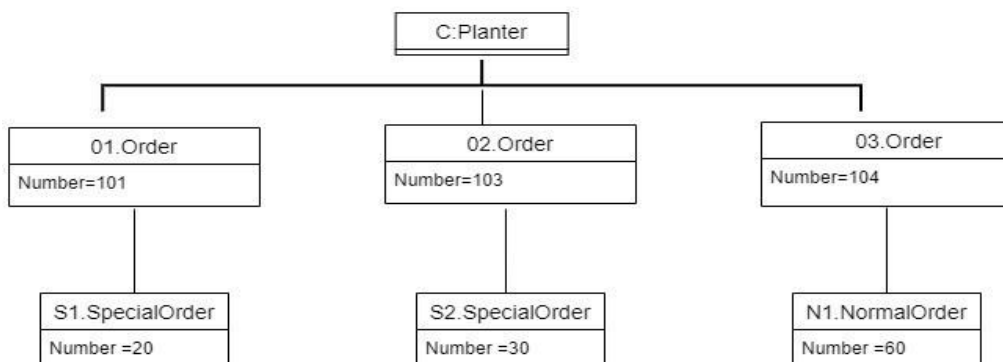 C:Planter
01.Order
Number=101
02.Order
Number=103
03.Order
Number=104
S1.SpecialOrder
Number =20
S2.SpecialOrder
Number =30
N1.NormalOrder
Number =60